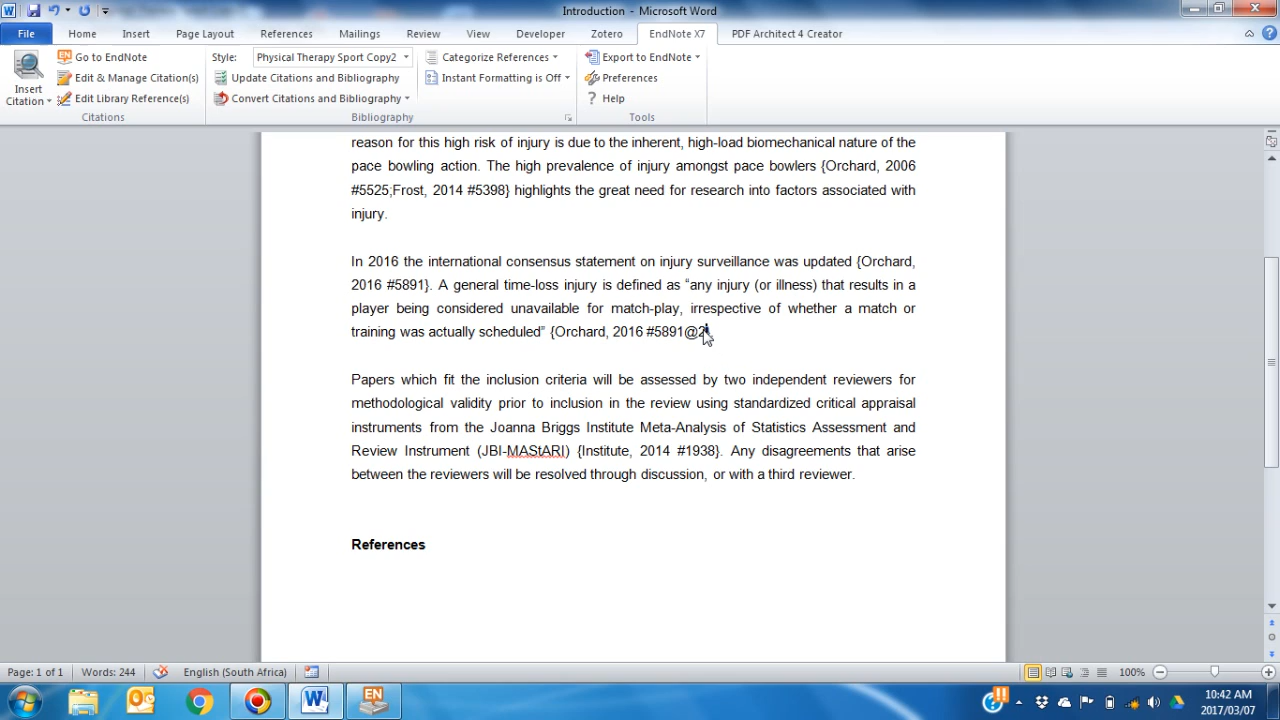 Introduction - Microsoft Word
File Home Insert Page Layout References Mailings Review View Developer Zotero EndNote X7 PDF Architect 4 Creator
Insert Citation
Go to EndNote
Edit & Manage Citation(s)
Edit Library Reference(s)
Citations
Style: Physical Therapy Sport Copy2
Update Citations and Bibliography
Convert Citations and Bibliography
Categorize References
Instant Formatting is Off
Bibliography
Export to EndNote
Preferences
Help
Tools
reason for this high risk of injury is due to the inherent, high-load biomechanical nature of the
pace bowling action. The high prevalence of injury amongst pace bowlers {Orchard, 2006
#5525;Frost, 2014 #5398} highlights the great need for research into factors associated with
injury.
In 2016 the international consensus statement on injury surveillance was updated {Orchard,
2016 #5891}. A general time-loss injury is defined as “any injury (or illness) that results in a
player being considered unavailable for match-play, irrespective of whether a match or
training was actually scheduled” {Orchard, 2016 #5891@2
Papers which fit the inclusion criteria will be assessed by two independent reviewers for
methodological validity prior to inclusion in the review using standardized critical appraisal
instruments from the Joanna Briggs Institute Meta-Analysis of Statistics Assessment and
Review Instrument (JBI-MAStARI) {Institute, 2014 #1938}. Any disagreements that arise
between the reviewers will be resolved through discussion, or with a third reviewer.
References
Page: 1 of 1 Words: 244 English (South Africa) 100%
10:42 AM
2017/03/07